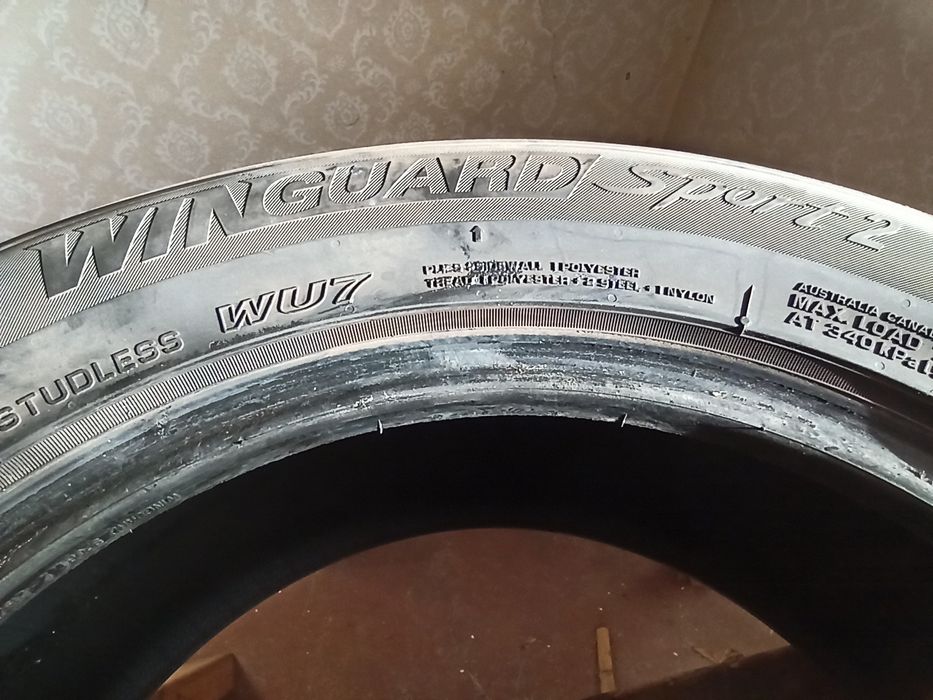 WINGUARD Sport 2
STUDLESS WU7
PLIES SIDEWALL 1 POLYESTER
TREAD 1 POLYESTER + 2 STEEL + 1 NYLON
AUSTRALIA CANA
MAX. LOAD
AT 340 KPa